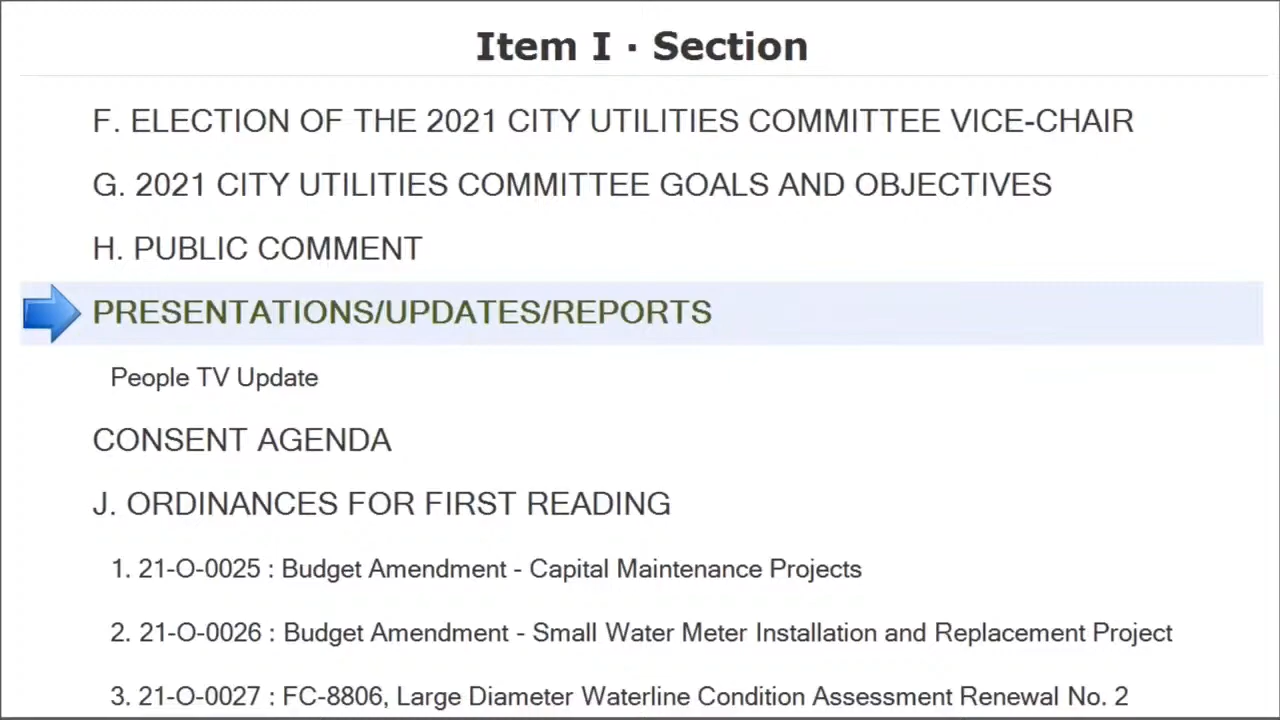 Item I · Section
F. ELECTION OF THE 2021 CITY UTILITIES COMMITTEE VICE-CHAIR
G. 2021 CITY UTILITIES COMMITTEE GOALS AND OBJECTIVES
H. PUBLIC COMMENT
PRESENTATIONS/UPDATES/REPORTS
People TV Update
CONSENT AGENDA
J. ORDINANCES FOR FIRST READING
1. 21-O-0025 : Budget Amendment - Capital Maintenance Projects
2. 21-O-0026 : Budget Amendment - Small Water Meter Installation and Replacement Project
3. 21-O-0027 : FC-8806, Large Diameter Waterline Condition Assessment Renewal No. 2